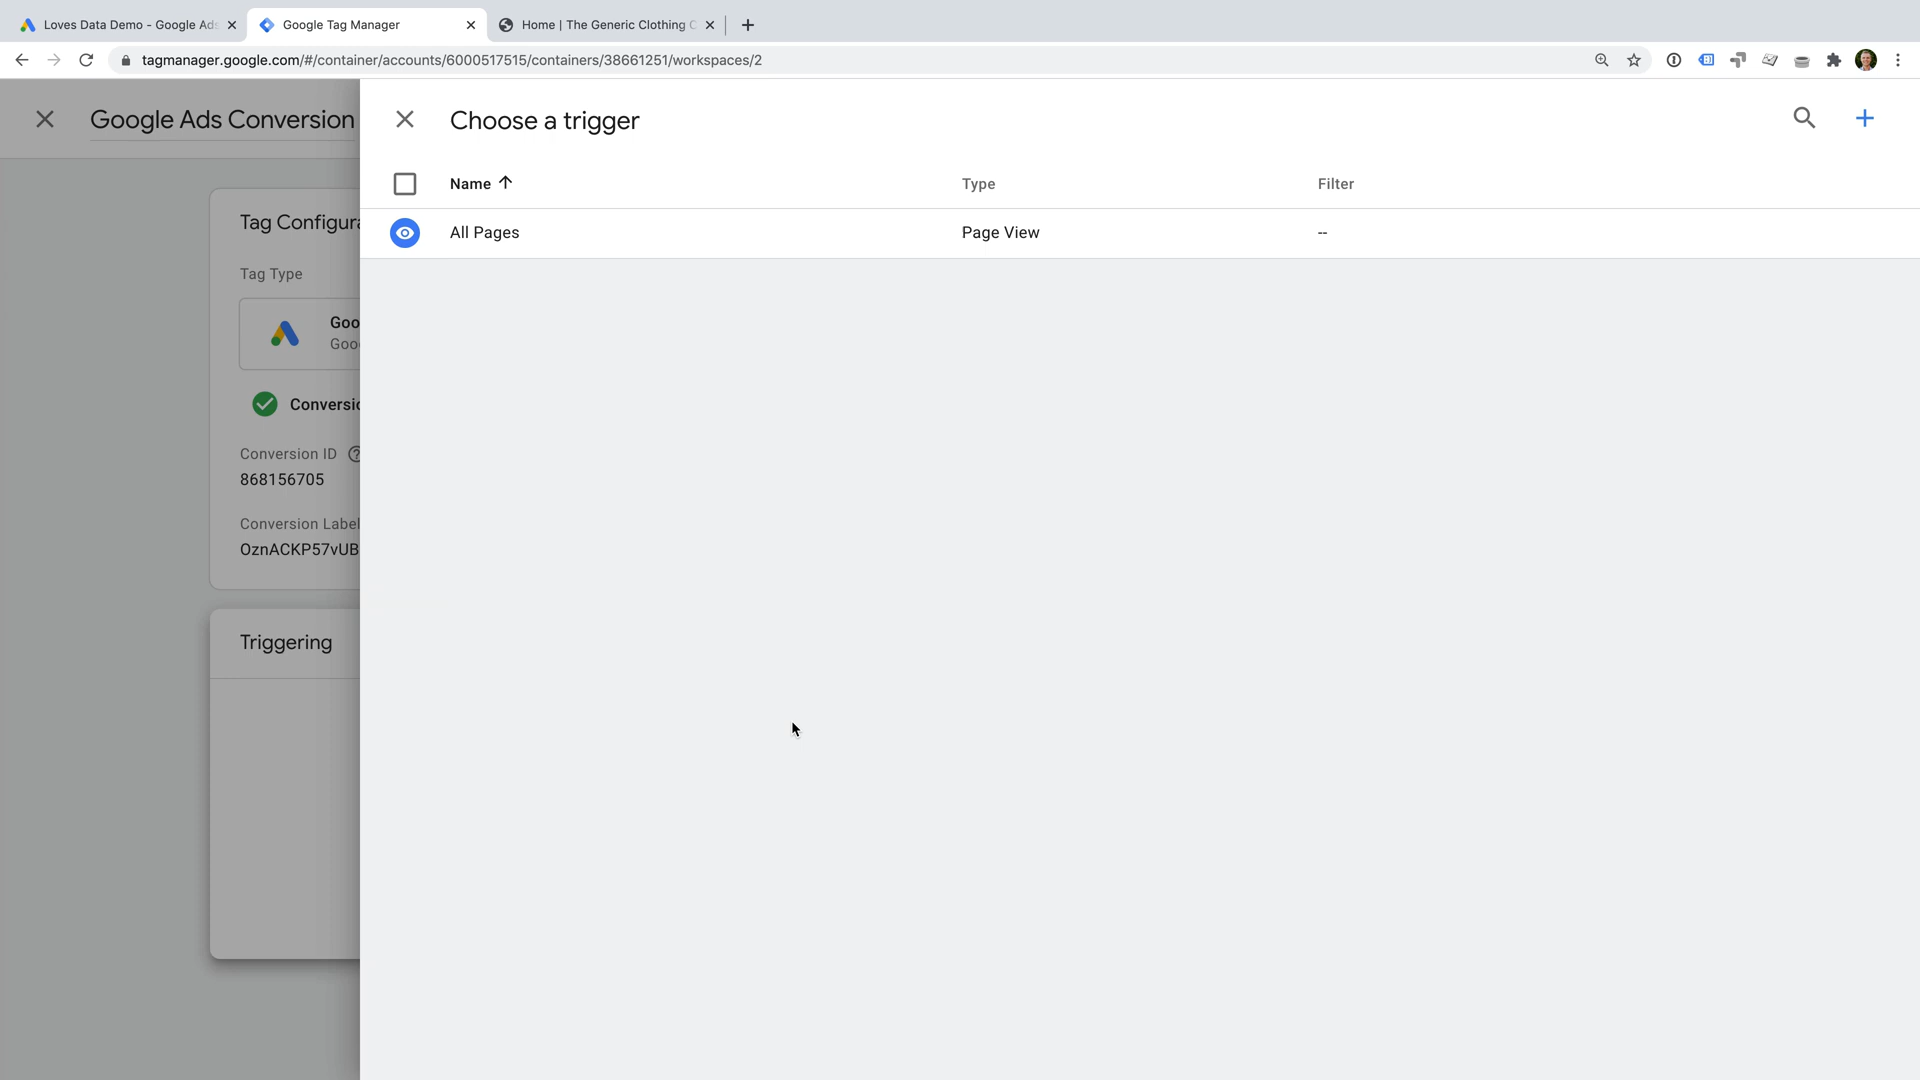 Loves Data Demo - Google Ads
Google Tag Manager
Home | The Generic Clothing C
tagmanager.google.com/#/container/accounts/6000517515/containers/38661251/workspaces/2
Google Ads Conversion
Choose a trigger
Name
Type
Filter
All Pages
Page View
--
Tag Configura
Tag Type
Goo
Goo
Conversio
Conversion ID
868156705
Conversion Label
OznACKP57vUB
Triggering